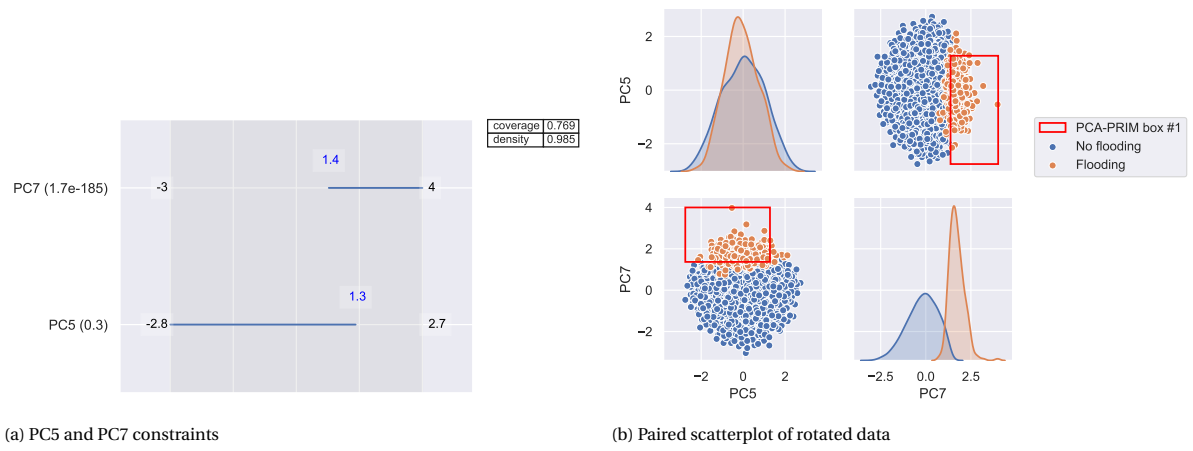 coverage 0.769
density 0.985
1.4
PC7 (1.7e-185) -3 4
1.3
PC5 (0.3) -2.8 2.7
(a) PC5 and PC7 constraints
2
0
−2
PC5
4
2
0
−2
PC7
−2 0 2
PC5
−2.5 0.0 2.5
PC7
PCA-PRIM box #1
No flooding
Flooding
(b) Paired scatterplot of rotated data